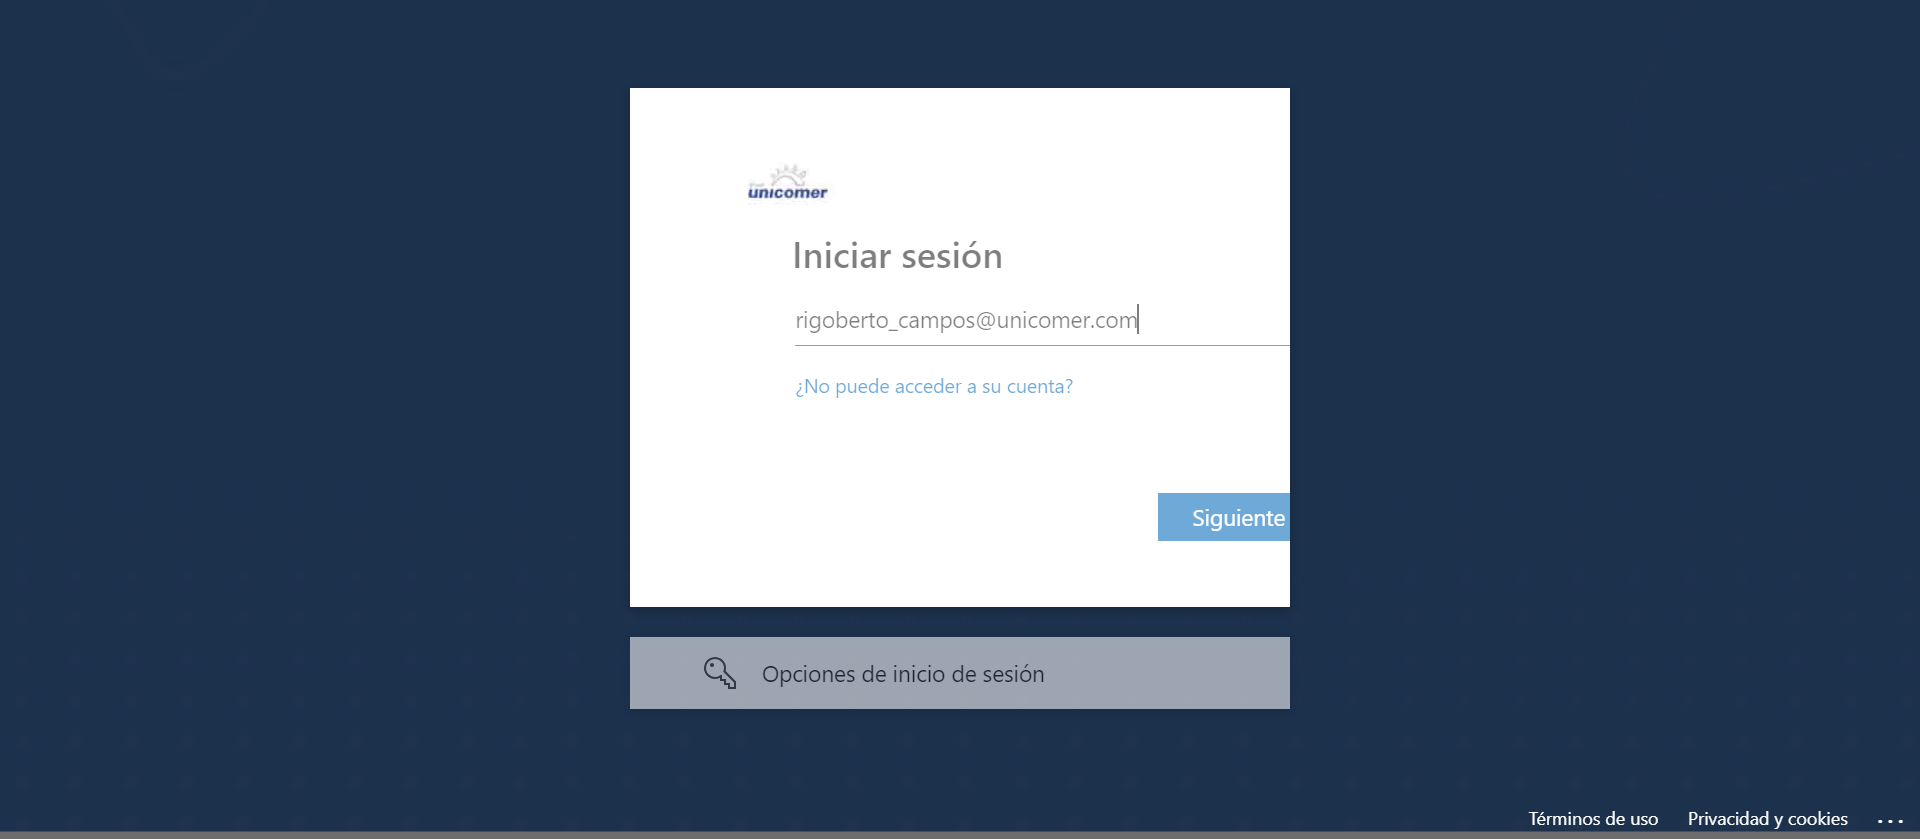 unicomer
Iniciar sesión
rigoberto_campos@unicomer.com
¿No puede acceder a su cuenta?
Siguiente
Opciones de inicio de sesión
Términos de uso Privacidad y cookies ...